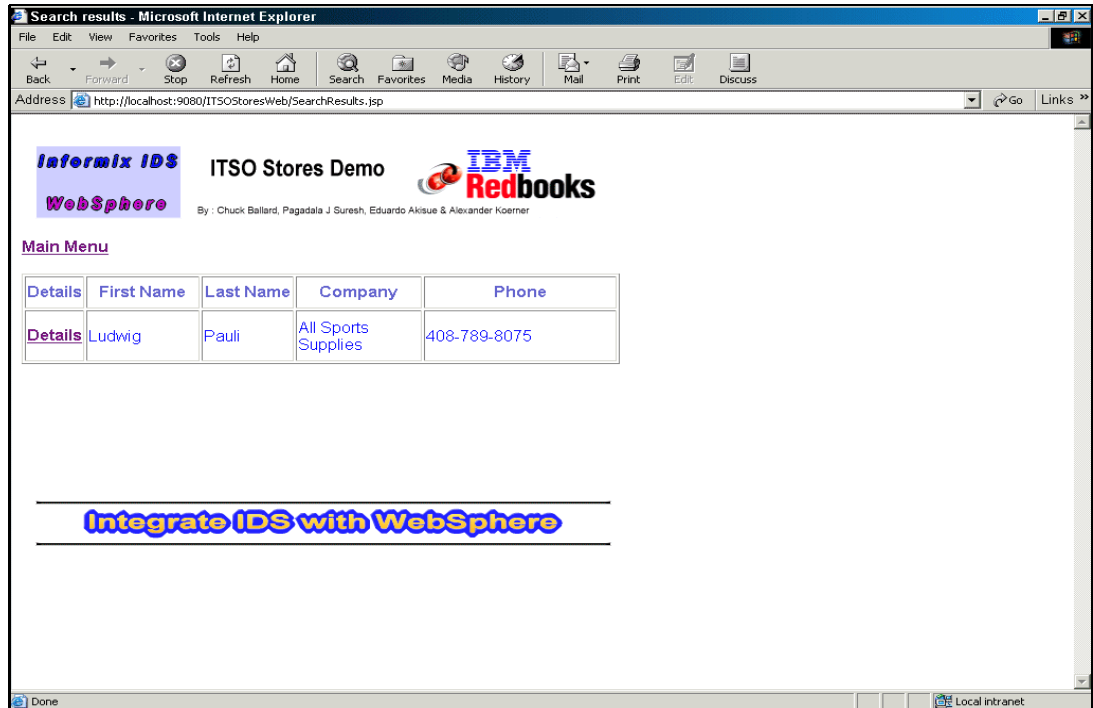 Search results - Microsoft Internet Explorer
File Edit View Favorites Tools Help
Back Forward Stop Refresh Home Search Favorites Media History Mail Print Edit Discuss
Address http://localhost:9080/ITSOStoresWeb/SearchResults.jsp Go Links »
Informix IDS
WebSphere
ITSO Stores Demo
IBM
Redbooks
By : Chuck Ballard, Pagadala J Suresh, Eduardo Akisue & Alexander Koerner
Main Menu
Details First Name Last Name Company Phone
Details Ludwig Pauli All Sports
Supplies 408-789-8075
Integrate IDS with WebSphere
Done Local intranet